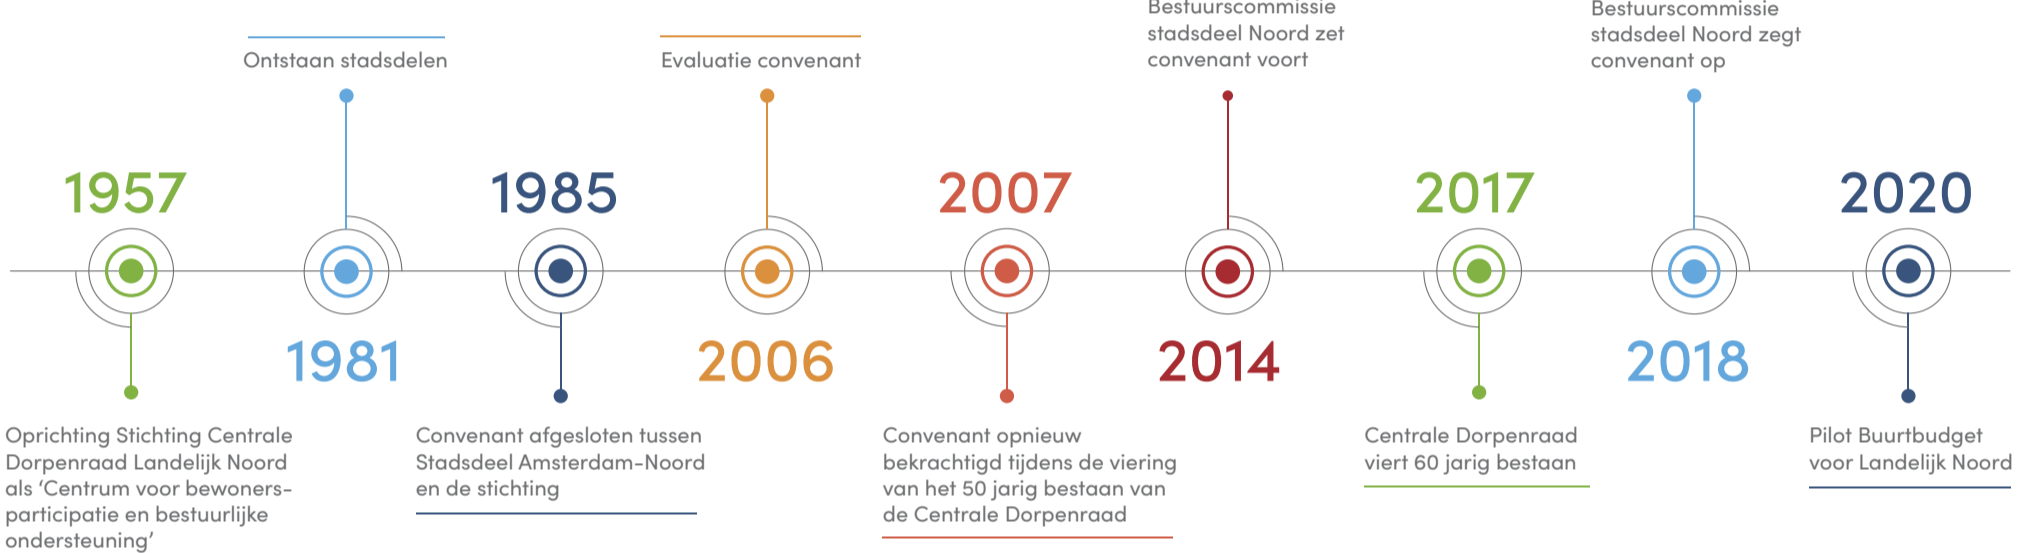 1957
Oprichting Stichting Centrale
Dorpenraad Landelijk Noord
als ‘Centrum voor bewoners-
participatie en bestuurlijke
ondersteuning’
Ontstaan stadsdelen
1981
1985
Convenant afgesloten tussen
Stadsdeel Amsterdam-Noord
en de stichting
Evaluatie convenant
2006
2007
Convenant opnieuw
bekrachtigd tijdens de viering
van het 50 jarig bestaan van
de Centrale Dorpenraad
Bestuurscommissie
stadsdeel Noord zet
convenant voort
2014
2017
Centrale Dorpenraad
viert 60 jarig bestaan
Bestuurscommissie
stadsdeel Noord zegt
convenant op
2018
2020
Pilot Buurtbudget
voor Landelijk Noord